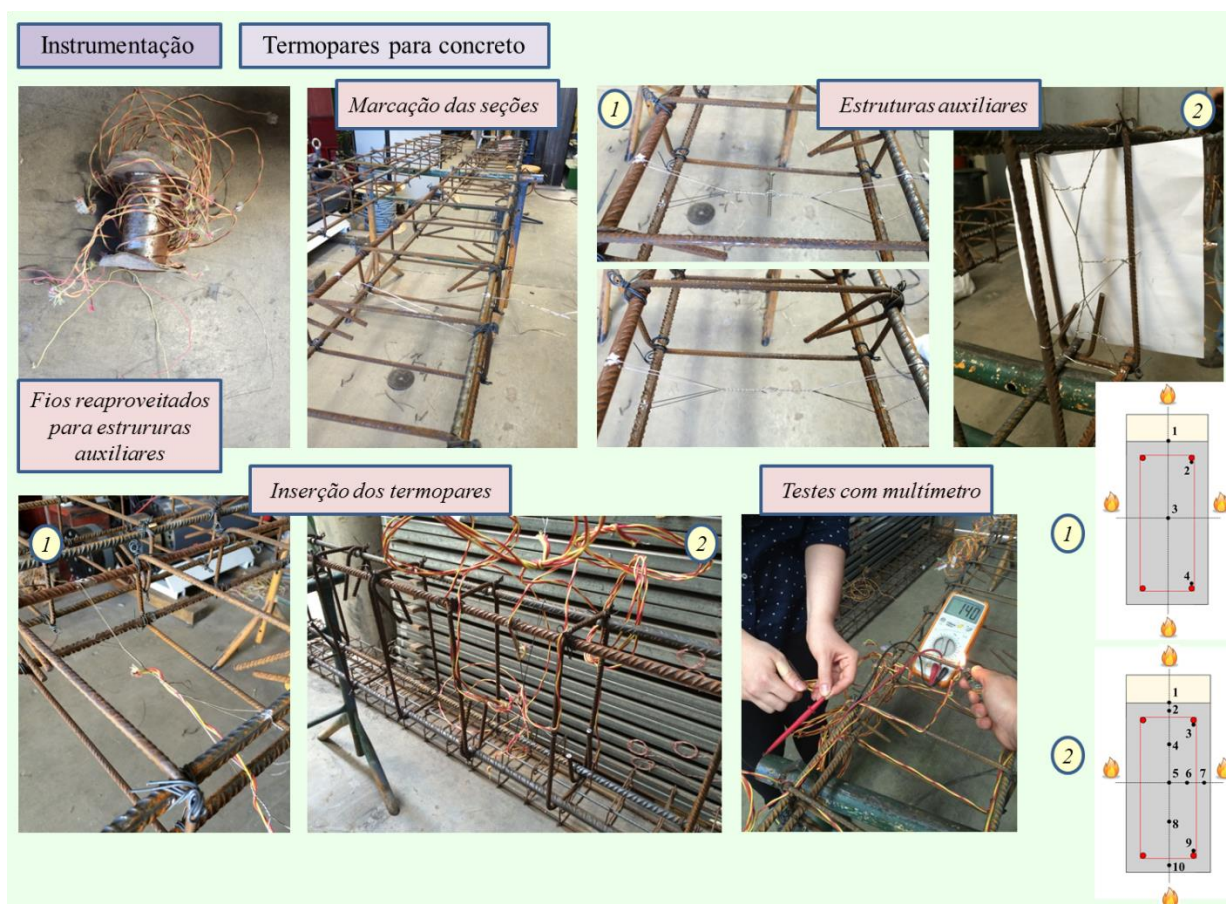 Instrumentação
Termopares para concreto
Marcação das seções
1
Estruturas auxiliares
2
Fios reaproveitados
para estrururas
auxiliares
Inserção dos termopares
1
2
Testes com multímetro
140
1
1
2
3
4
2
1
2
3
4
5 6 7
8
9
10